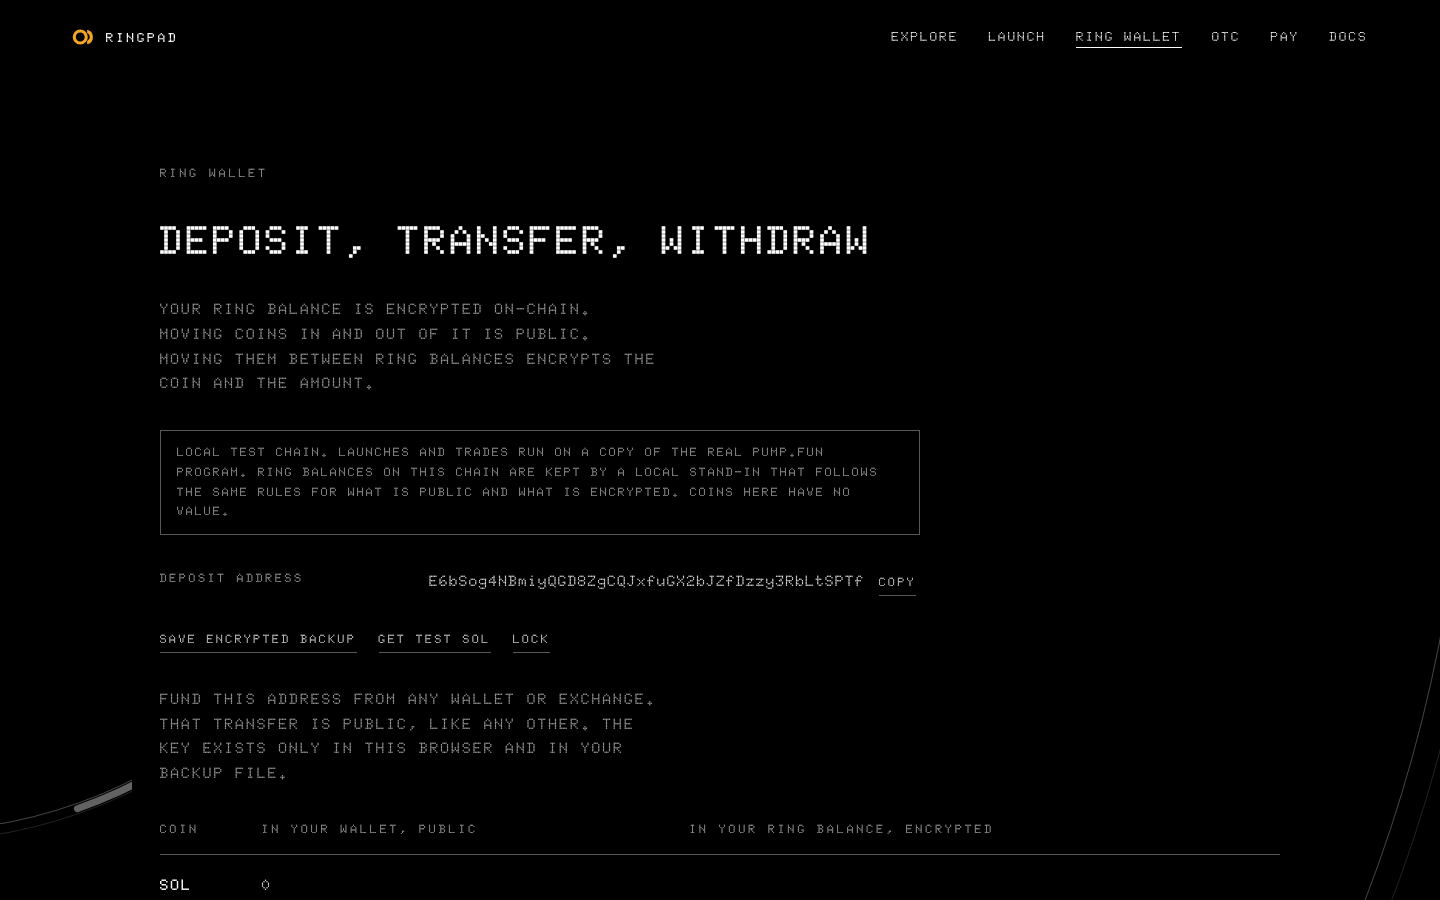 RINGPAD
EXPLORE LAUNCH RING WALLET OTC PAY DOCS
RING WALLET
DEPOSIT, TRANSFER, WITHDRAW
YOUR RING BALANCE IS ENCRYPTED ON-CHAIN.
MOVING COINS IN AND OUT OF IT IS PUBLIC.
MOVING THEM BETWEEN RING BALANCES ENCRYPTS THE
COIN AND THE AMOUNT.
LOCAL TEST CHAIN. LAUNCHES AND TRADES RUN ON A COPY OF THE REAL PUMP.FUN
PROGRAM. RING BALANCES ON THIS CHAIN ARE KEPT BY A LOCAL STAND-IN THAT FOLLOWS
THE SAME RULES FOR WHAT IS PUBLIC AND WHAT IS ENCRYPTED. COINS HERE HAVE NO
VALUE.
DEPOSIT ADDRESS E6bSog4NBmiyQGD8ZgCQJxfuGX2bJZfDzzy3RbLtSPTf COPY
SAVE ENCRYPTED BACKUP GET TEST SOL LOCK
FUND THIS ADDRESS FROM ANY WALLET OR EXCHANGE.
THAT TRANSFER IS PUBLIC, LIKE ANY OTHER. THE
KEY EXISTS ONLY IN THIS BROWSER AND IN YOUR
BACKUP FILE.
COIN IN YOUR WALLET, PUBLIC IN YOUR RING BALANCE, ENCRYPTED
SOL 0